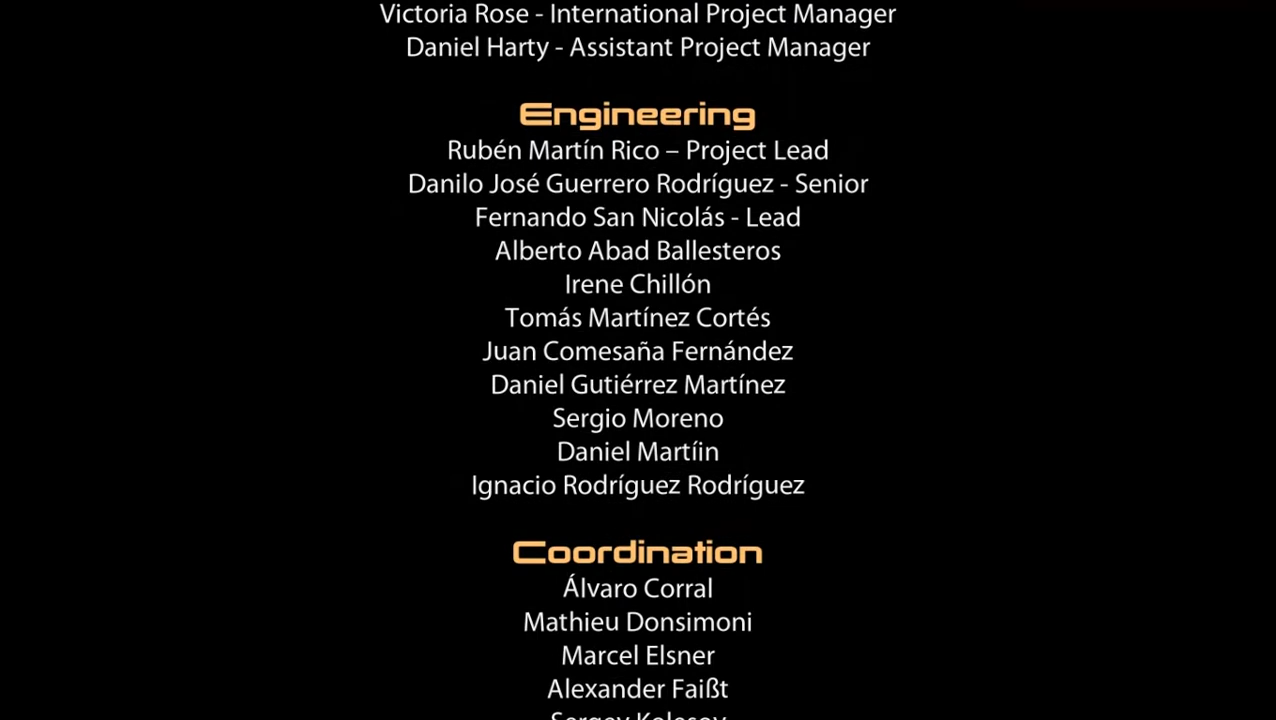 Victoria Rose - International Project Manager
Daniel Harty - Assistant Project Manager
Engineering
Rubén Martín Rico – Project Lead
Danilo José Guerrero Rodríguez - Senior
Fernando San Nicolás - Lead
Alberto Abad Ballesteros
Irene Chillón
Tomás Martínez Cortés
Juan Comesaña Fernández
Daniel Gutiérrez Martínez
Sergio Moreno
Daniel Martíin
Ignacio Rodríguez Rodríguez
Coordination
Álvaro Corral
Mathieu Donsimoni
Marcel Elsner
Alexander Faißt
Sergey Kolesov